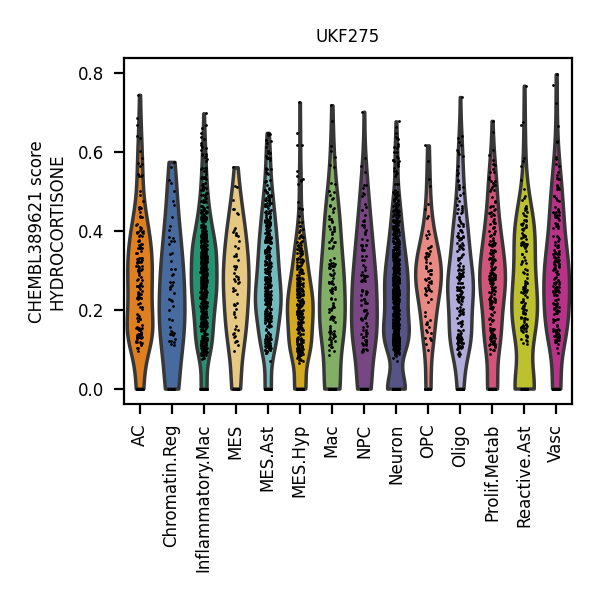 UKF275
CHEMBL389621 score
HYDROCORTISONE
0.8
0.6
0.4
0.2
0.0
AC
Chromatin.Reg
Inflammatory.Mac
MES
MES.Ast
MES.Hyp
Mac
NPC
Neuron
OPC
Oligo
Prolif.Metab
Reactive.Ast
Vasc